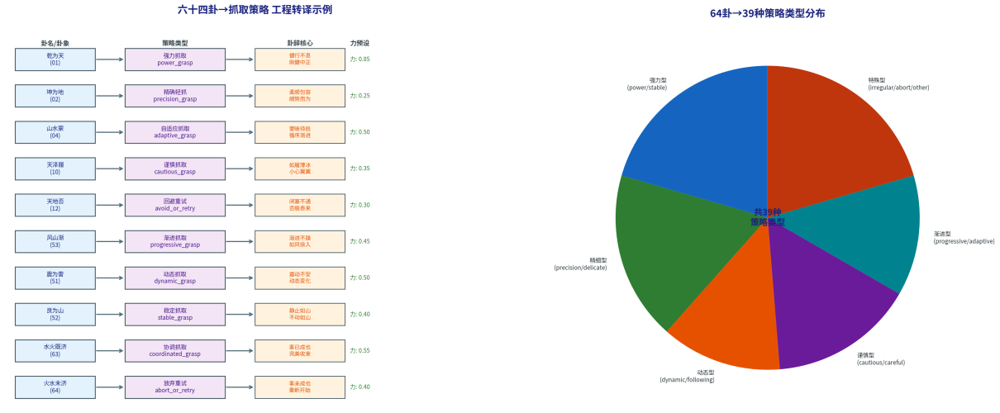 六十四卦→抓取策略 工程转译示例
卦名/卦象
策略类型
卦辞核心
力预设
乾为天
(01)
强力抓取
power_grasp
健行不息
刚健中正
力: 0.85
坤为地
(02)
精确轻抓
precision_grasp
柔顺包容
顺势而为
力: 0.25
山水蒙
(04)
自适应抓取
adaptive_grasp
蒙昧待启
循序渐进
力: 0.50
天泽履
(10)
谨慎抓取
cautious_grasp
如履薄冰
小心翼翼
力: 0.35
天地否
(12)
回避重试
avoid_or_retry
闭塞不通
否极泰来
力: 0.30
风山渐
(53)
渐进抓取
progressive_grasp
渐进不躁
如风徐入
力: 0.45
震为雷
(51)
动态抓取
dynamic_grasp
震动不安
动态变化
力: 0.50
艮为山
(52)
稳定抓取
stable_grasp
静止如山
不动如山
力: 0.40
水火既济
(63)
协调抓取
coordinated_grasp
事已成也
完美收束
力: 0.55
火水未济
(64)
放弃重试
abort_or_retry
事未成也
重新开始
力: 0.40
64卦→39种策略类型分布
强力型
(power/stable)
特殊型
(irregular/abort/other)
共39种
策略类型
渐进型
(progressive/adaptive)
精细型
(precision/delicate)
谨慎型
(cautious/careful)
动态型
(dynamic/following)